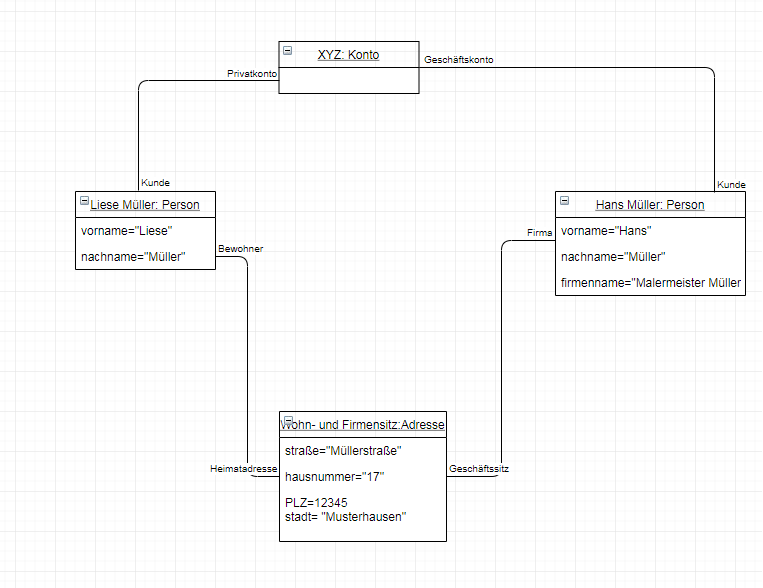 XYZ: Konto
Geschäftskonto
Privatkonto
Kunde
Kunde
Liese Müller: Person
vorname="Liese"
nachname="Müller"
Bewohner
Hans Müller: Person
Firma
vorname="Hans"
nachname="Müller"
firmenname="Malermeister Müller
Wohn- und Firmensitz:Adresse
straße="Müllerstraße"
Heimatadresse
Geschäftssitz
hausnummer="17"
PLZ=12345
stadt= "Musterhausen"